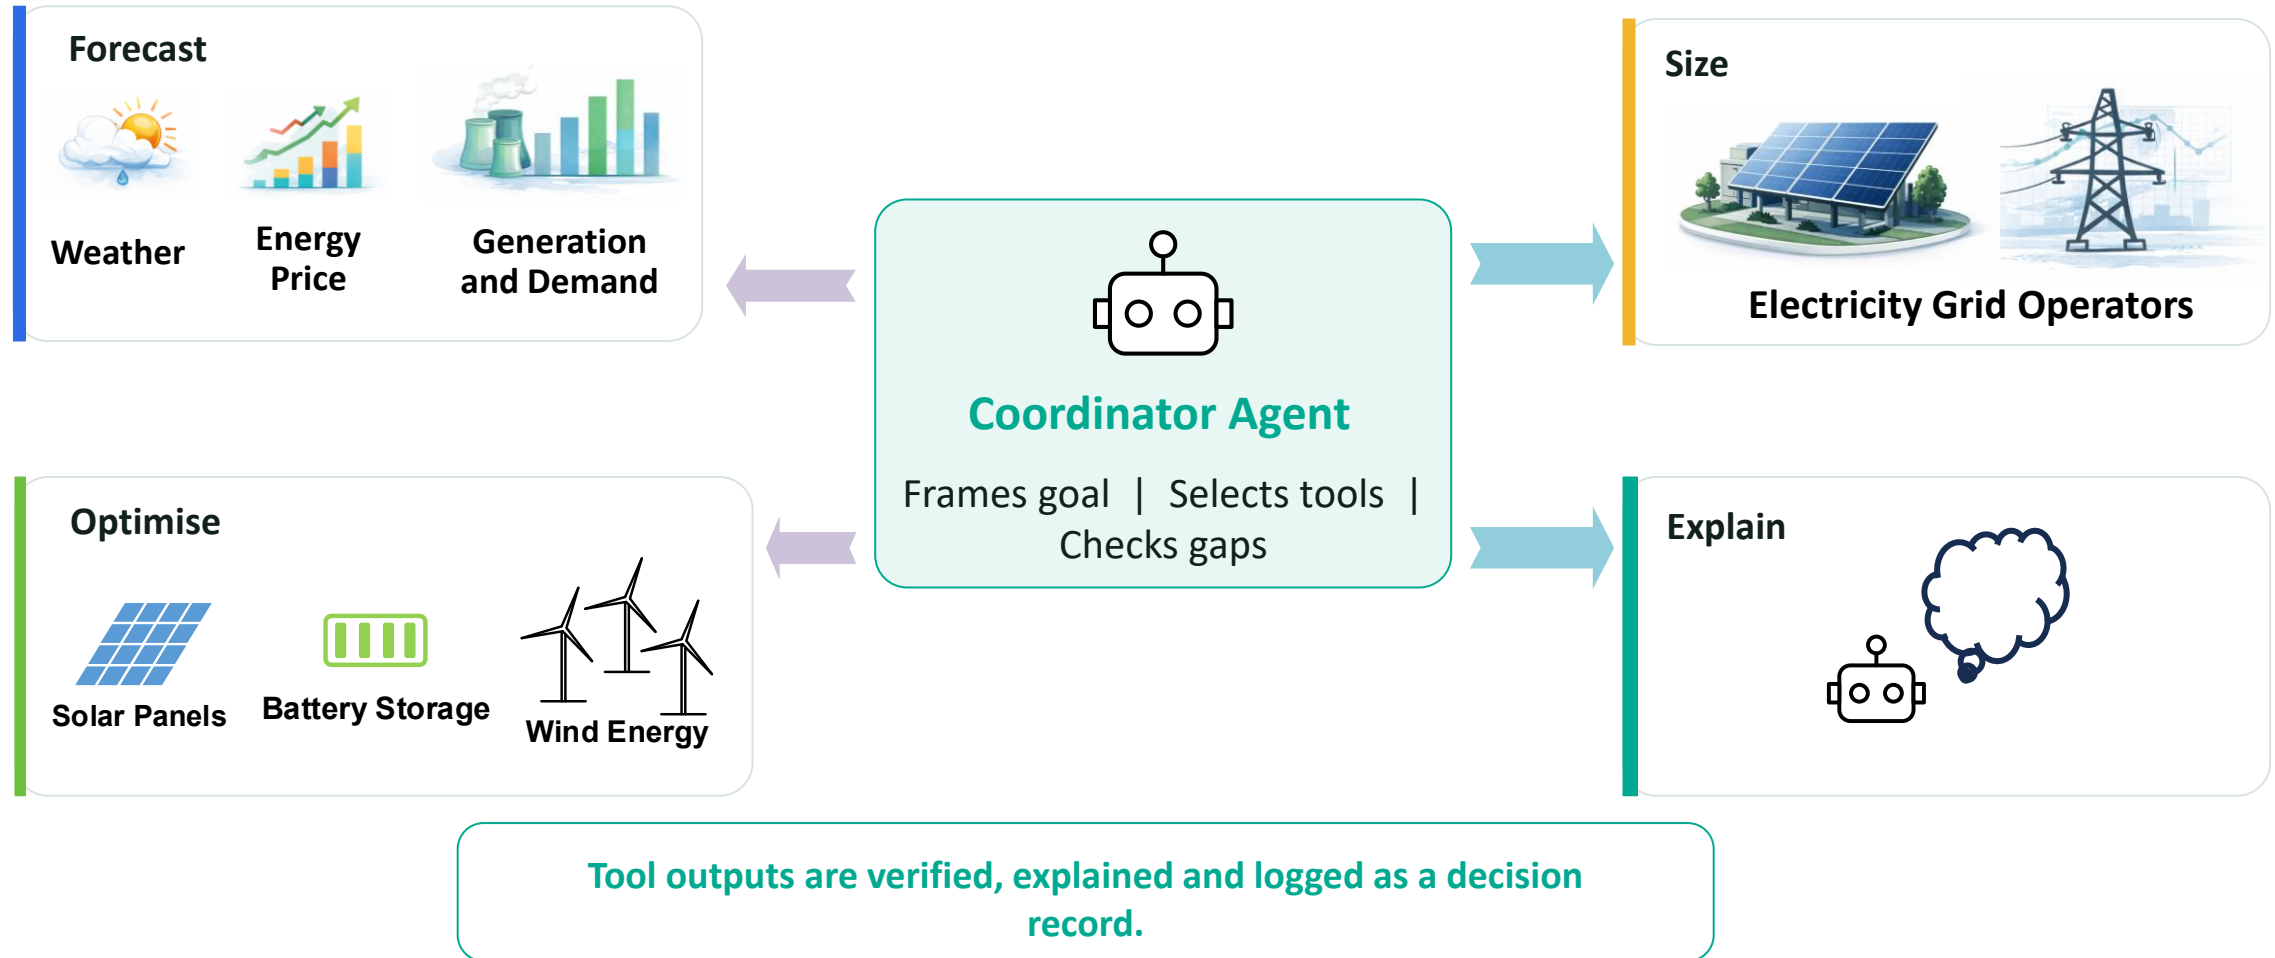 Forecast
Weather
Energy
Price
Generation
and Demand
Size
Electricity Grid Operators
Coordinator Agent
Frames goal | Selects tools |
Checks gaps
Optimise
Solar Panels
Battery Storage
Wind Energy
Explain
Tool outputs are verified, explained and logged as a decision
record.